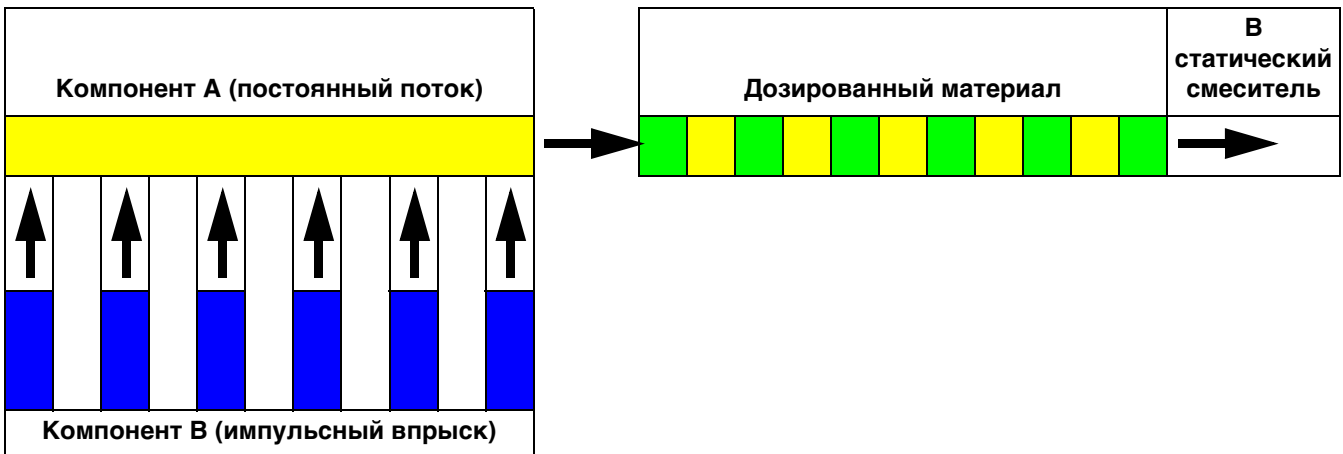 Компонент A (постоянный поток)
Дозированный материал
В
статический
смеситель
Компонент B (импульсный впрыск)